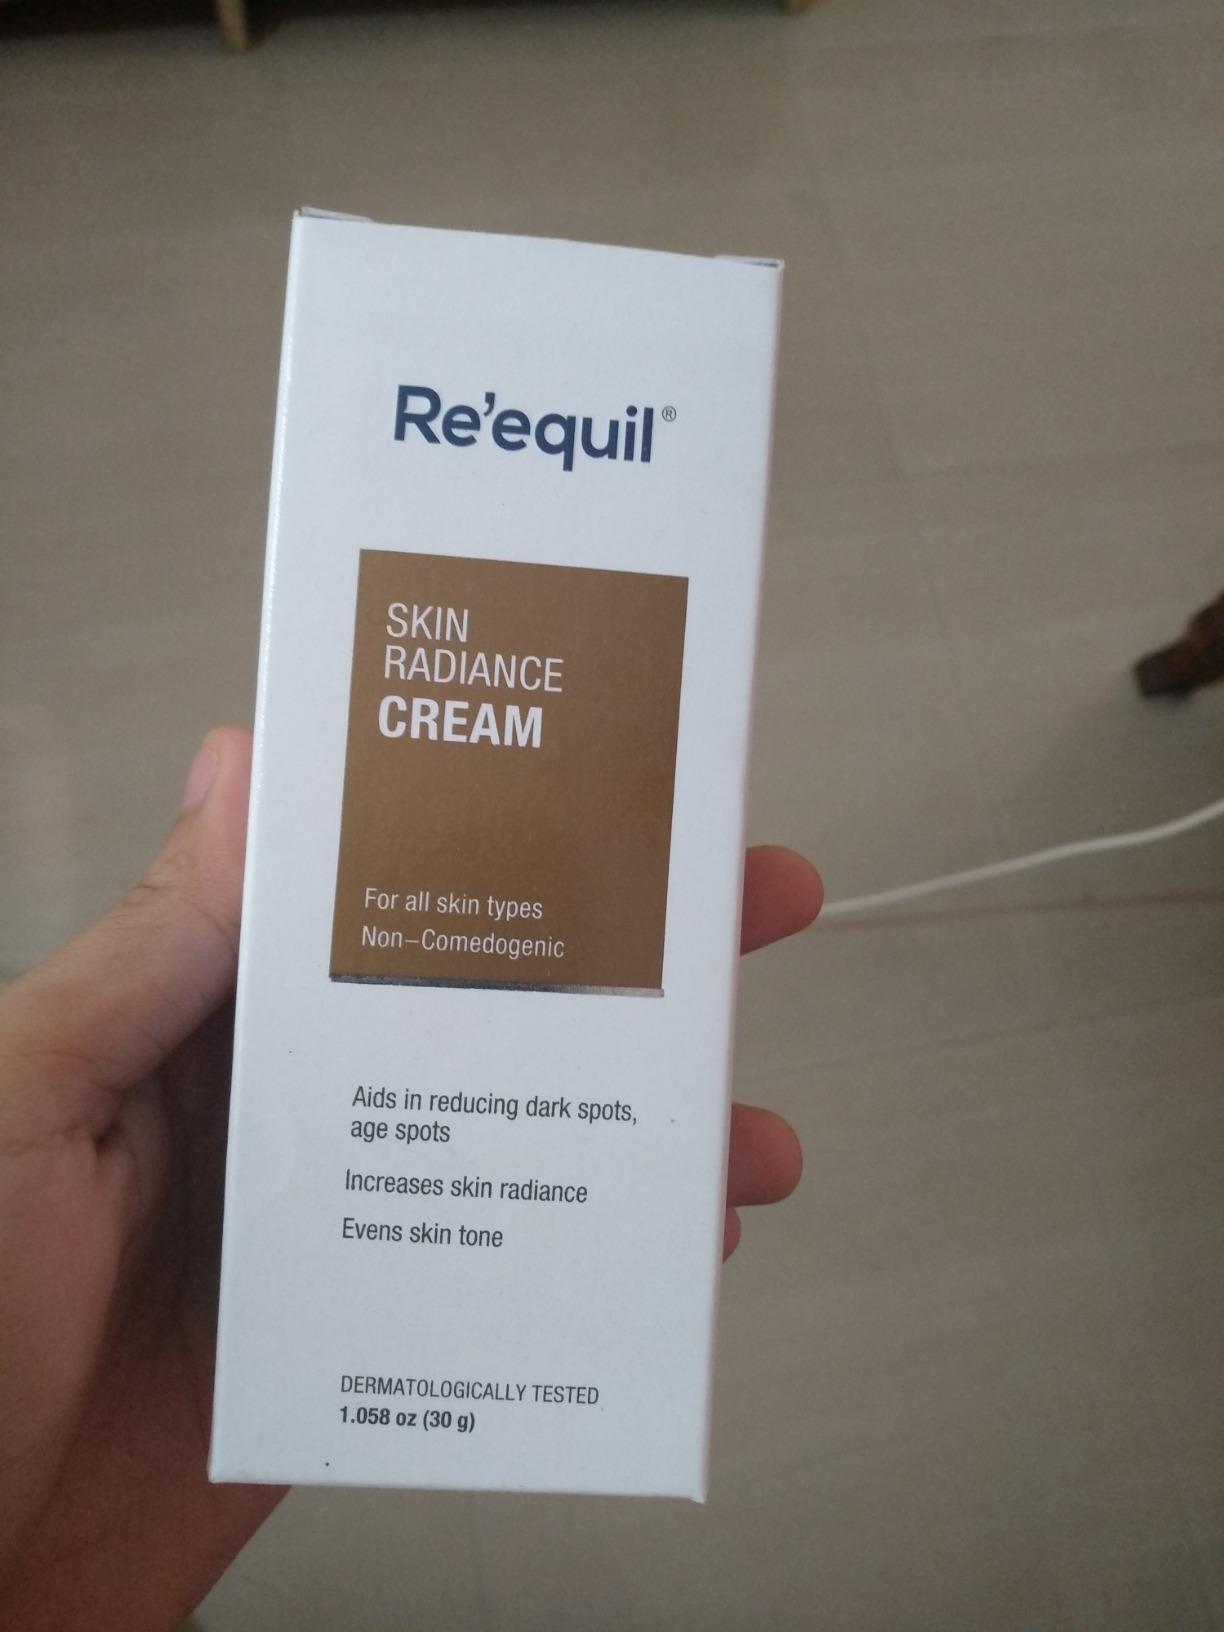 Re’equil®
SKIN
RADIANCE
CREAM
For all skin types
Non–Comedogenic
Aids in reducing dark spots,
age spots
Increases skin radiance
Evens skin tone
DERMATOLOGICALLY TESTED
1.058 oz (30 g)